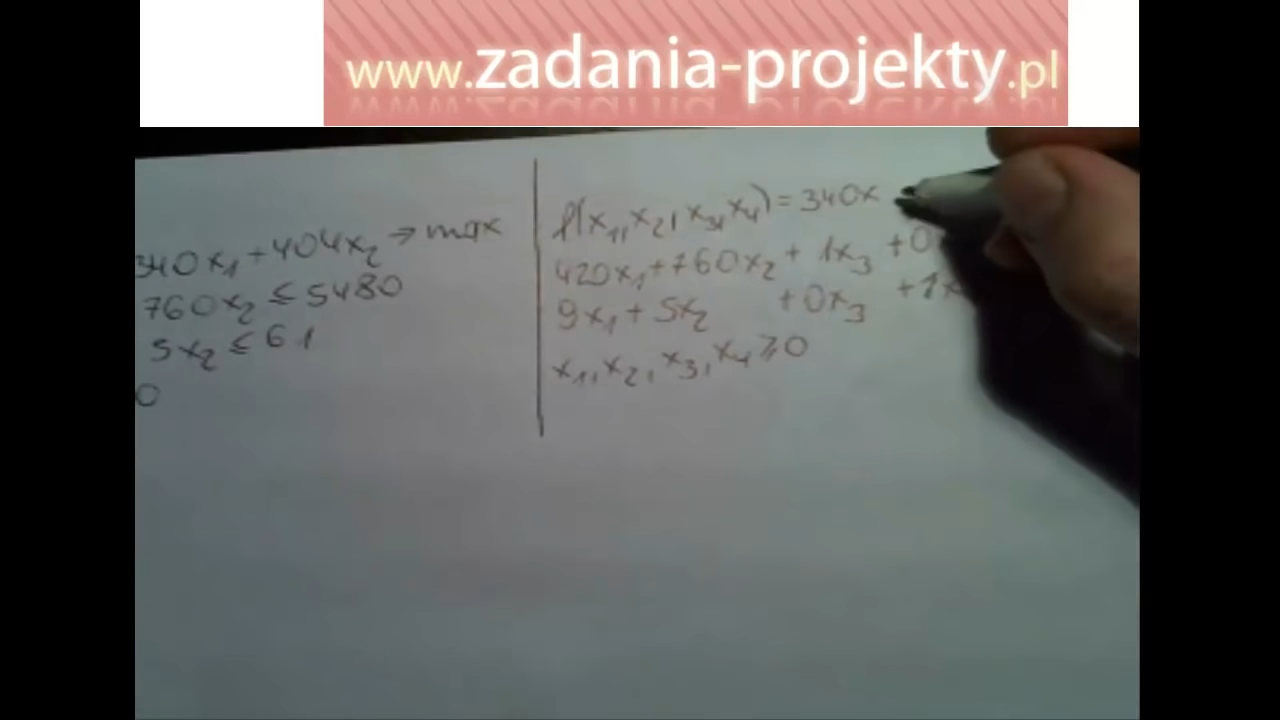 www.zadania-projekty.pl
340x₁+404x₂→max
760x₂≤5480
5x₂≤61
0
f(x₁,x₂,x₃,x₄)=340x
420x₁+760x₂+1x₃+0
9x₁+5x₂+0x₃+1x
x₁,x₂,x₃,x₄≥0